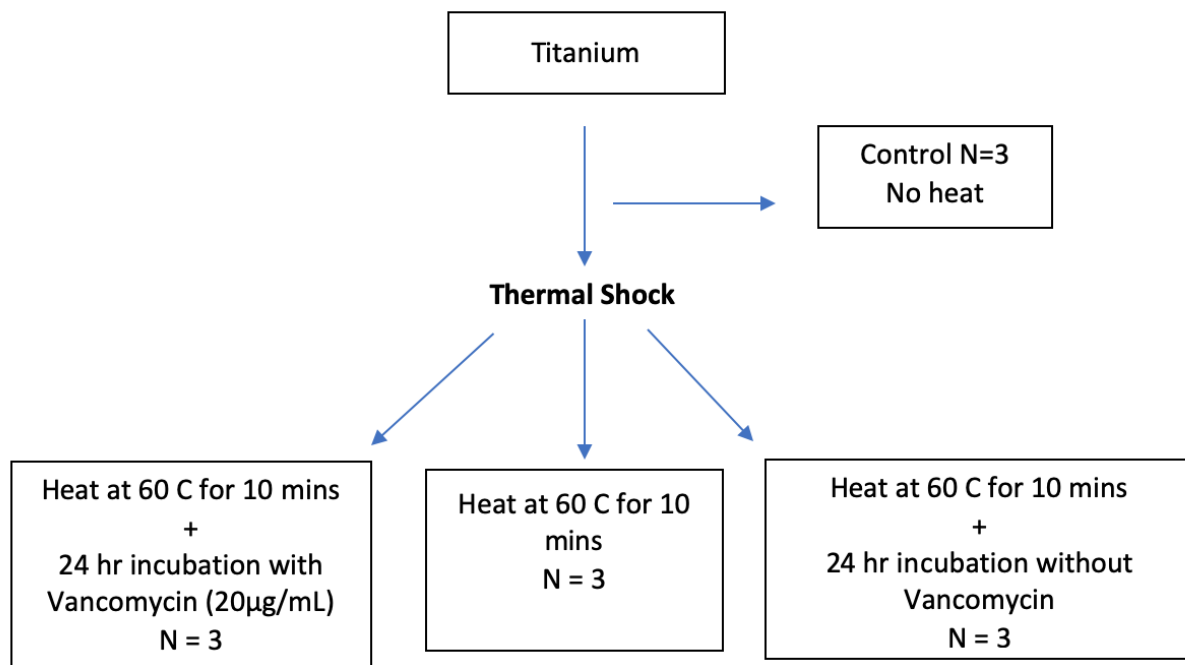 Titanium
Control N=3
No heat
Thermal Shock
Heat at 60 C for 10 mins
+
24 hr incubation with
Vancomycin (20µg/mL)
N = 3
Heat at 60 C for 10
mins
N = 3
Heat at 60 C for 10 mins
+
24 hr incubation without
Vancomycin
N = 3